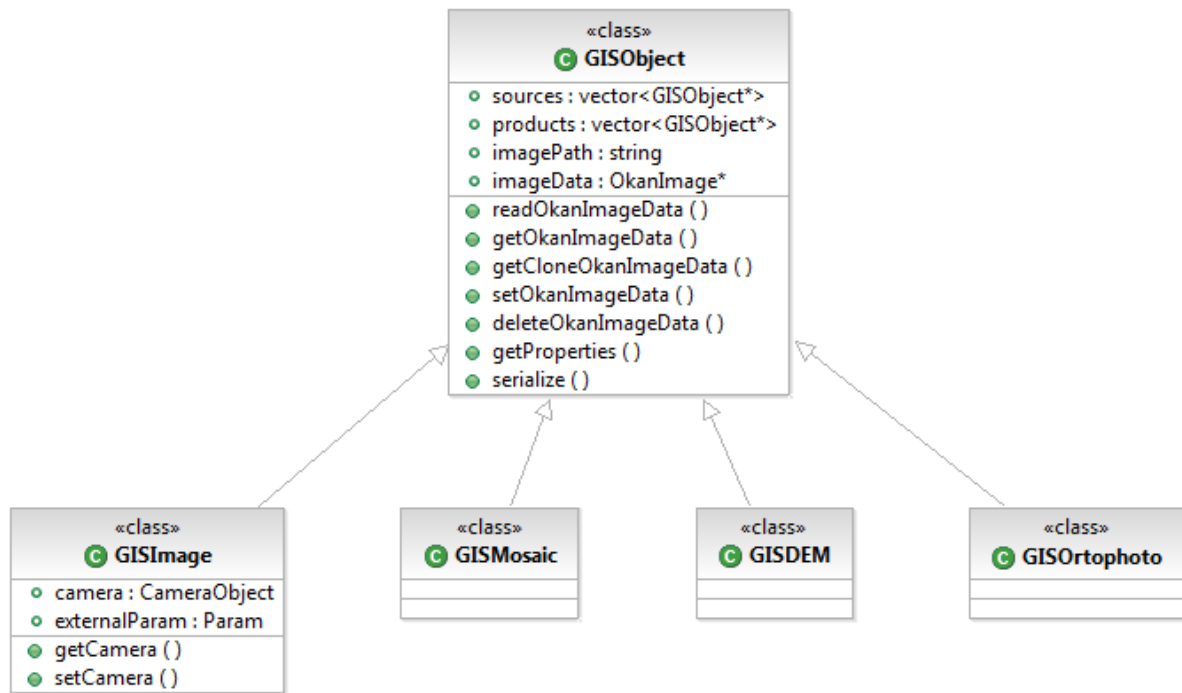 «class»
C GISObject
sources : vector<GISObject*>
products : vector<GISObject*>
imagePath : string
imageData : OkanImage*
readOkanImageData ( )
getOkanImageData ( )
getCloneOkanImageData ( )
setOkanImageData ( )
deleteOkanImageData ( )
getProperties ( )
serialize ( )
«class»
C GISImage
camera : CameraObject
externalParam : Param
getCamera ( )
setCamera ( )
«class»
C GISMosaic
«class»
C GISDEM
«class»
C GISOrtophoto